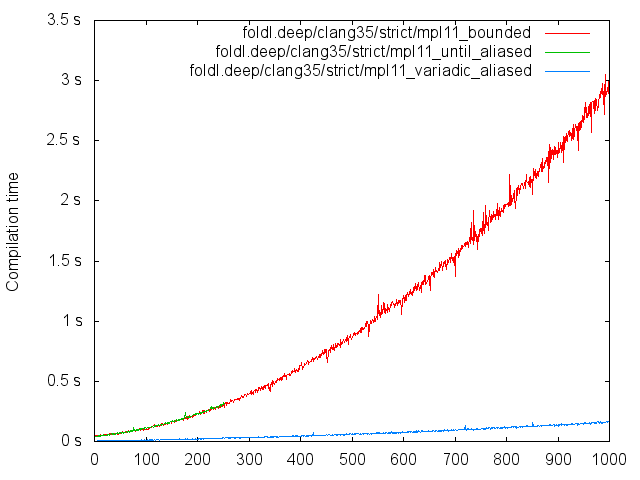 3.5 s
3 s
2.5 s
2 s
1.5 s
1 s
0.5 s
0 s
Compilation time
foldl.deep/clang35/strict/mpl11_bounded
foldl.deep/clang35/strict/mpl11_until_aliased
foldl.deep/clang35/strict/mpl11_variadic_aliased
0 100 200 300 400 500 600 700 800 900 1000